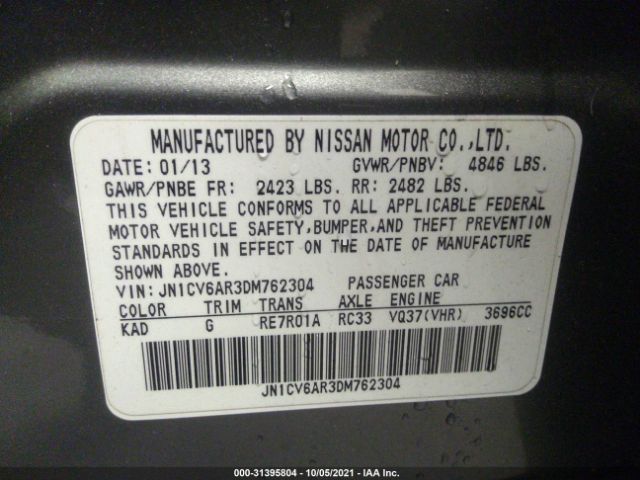 MANUFACTURED BY NISSAN MOTOR CO.,LTD.
DATE: 01/13 GVWR/PNBV: 4846 LBS.
GAWR/PNBE FR: 2423 LBS. RR: 2482 LBS.
THIS VEHICLE CONFORMS TO ALL APPLICABLE FEDERAL
MOTOR VEHICLE SAFETY,BUMPER,AND THEFT PREVENTION
STANDARDS IN EFFECT ON THE DATE OF MANUFACTURE
SHOWN ABOVE.
VIN: JN1CV6AR3DM762304 PASSENGER CAR
COLOR TRIM TRANS AXLE ENGINE
KAD G RE7R01A RC33 VQ37(VHR) 3696CC
JN1CV6AR3DM762304
000-31395804 - 10/05/2021 - IAA Inc.